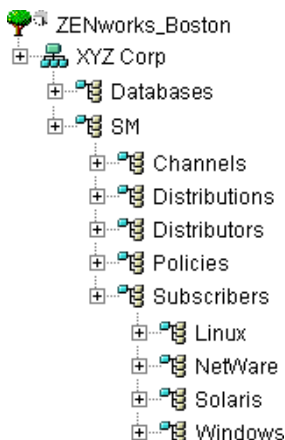 ZENworks_Boston
XYZ Corp
Databases
SM
Channels
Distributions
Distributors
Policies
Subscribers
Linux
NetWare
Solaris
Windows